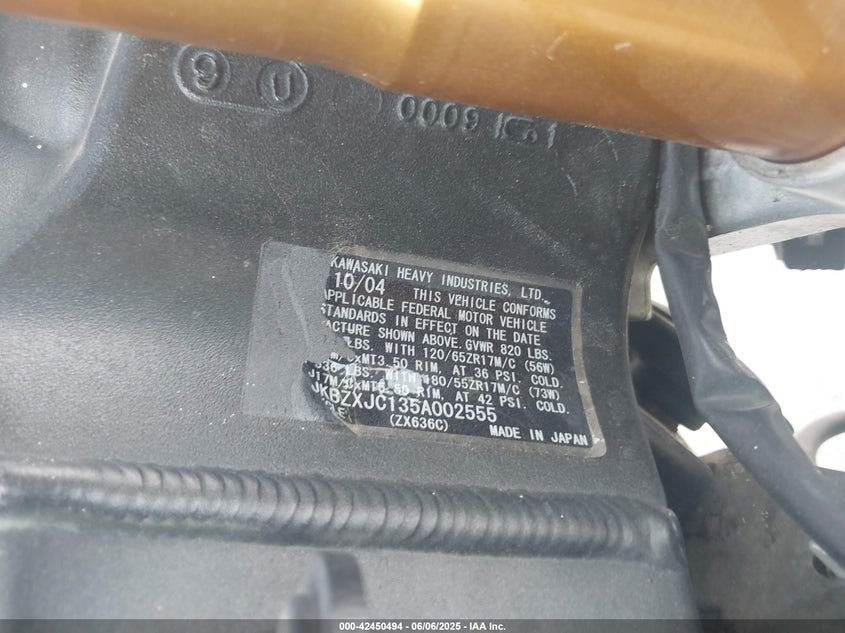 9 U
KAWASAKI HEAVY INDUSTRIES, LTD.
10/04 THIS VEHICLE CONFORMS
APPLICABLE FEDERAL MOTOR VEHICLE
STANDARDS IN EFFECT ON THE DATE
FACTURE SHOWN ABOVE. GVWR 820 LBS.
LBS. WITH 120/65ZR17M/C (56W)
MT3.50 RIM, AT 36 PSI. COLD.
LBS. WITH 180/55ZR17M/C (73W)
RIM, AT 42 PSI. COLD.
JKBZXJC135A002555
(ZX636C) MADE IN JAPAN
000-42450494 - 06/06/2025 - IAA Inc.